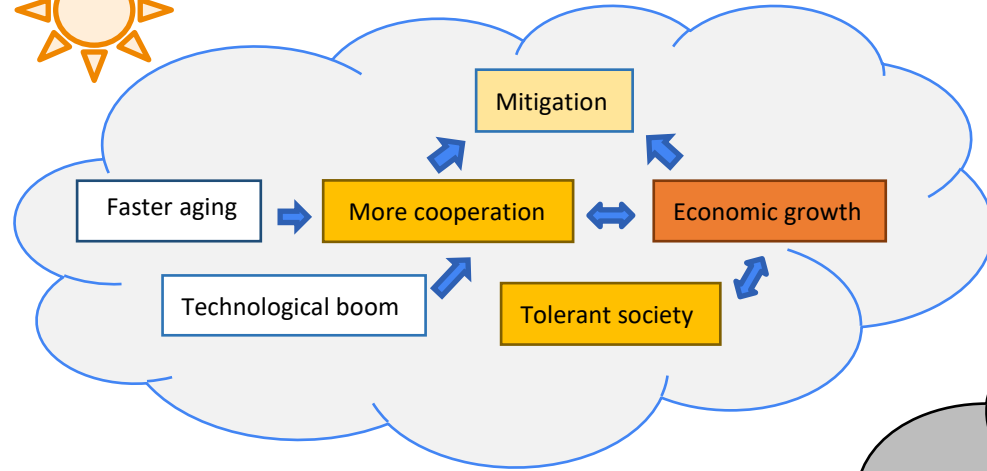 Mitigation
Faster aging
More cooperation
Economic growth
Technological boom
Tolerant society